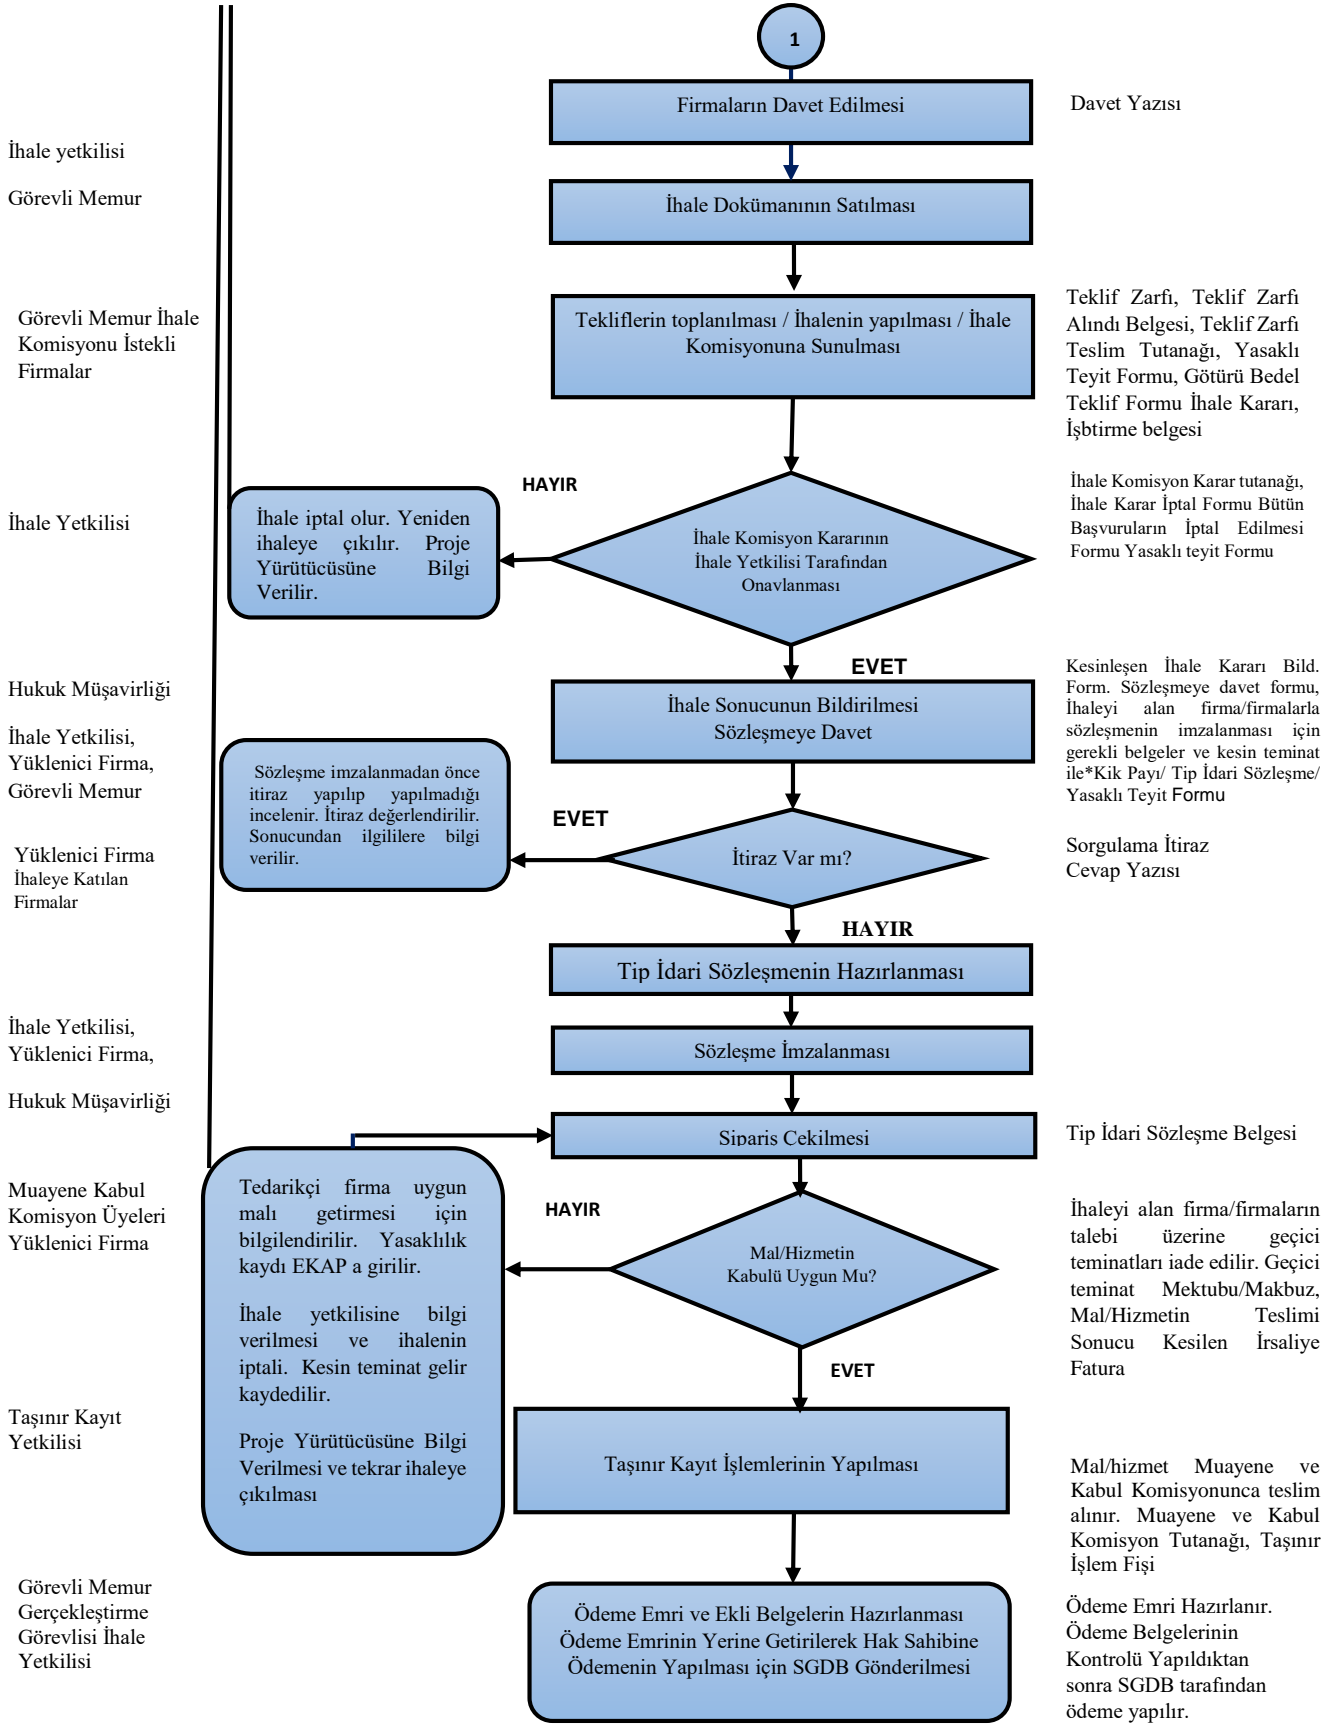 1
Firmaların Davet Edilmesi
Davet Yazısı
İhale yetkilisi
Görevli Memur
İhale Dokümanının Satılması
Görevli Memur İhale
Komisyonu İstekli
Firmalar
Tekliflerin toplanılması / İhalenin yapılması / İhale
Komisyonuna Sunulması
Teklif Zarfı, Teklif Zarfı
Alındı Belgesi, Teklif Zarfı
Teslim Tutanağı, Yasaklı
Teyit Formu, Götürü Bedel
Teklif Formu İhale Kararı,
İşbtirme belgesi
HAYIR
İhale Yetkilisi
İhale iptal olur. Yeniden
ihaleye çıkılır. Proje
Yürütücüsüne Bilgi
Verilir.
İhale Komisyon Kararının
İhale Yetkilisi Tarafından
Onavlanması
İhale Komisyon Karar tutanağı,
İhale Karar İptal Formu Bütün
Başvuruların İptal Edilmesi
Formu Yasaklı teyit Formu
EVET
Hukuk Müşavirliği
İhale Yetkilisi,
Yüklenici Firma,
Görevli Memur
İhale Sonucunun Bildirilmesi
Sözleşmeye Davet
Kesinleşen İhale Kararı Bild.
Form. Sözleşmeye davet formu,
İhaleyi alan firma/firmalarla
sözleşmenin imzalanması için
gerekli belgeler ve kesin teminat
ile*Kik Payı/ Tip İdari Sözleşme/
Yasaklı Teyit Formu
Sözleşme imzalanmadan önce
itiraz yapılıp yapılmadığı
incelenir. İtiraz değerlendirilir.
Sonucundan ilgililere bilgi
verilir.
EVET
İtiraz Var mı?
Sorgulama İtiraz
Cevap Yazısı
Yüklenici Firma
İhaleye Katılan
Firmalar
HAYIR
Tip İdari Sözleşmenin Hazırlanması
İhale Yetkilisi,
Yüklenici Firma,
Sözleşme İmzalanması
Hukuk Müşavirliği
Siparis Cekilmesi
Tip İdari Sözleşme Belgesi
Muayene Kabul
Komisyon Üyeleri
Yüklenici Firma
Tedarikçi firma uygun
malı getirmesi için
bilgilendirilir. Yasaklılık
kaydı EKAP a girilir.
İhale yetkilisine bilgi
verilmesi ve ihalenin
iptali. Kesin teminat gelir
kaydedilir.
Proje Yürütücüsüne Bilgi
Verilmesi ve tekrar ihaleye
çıkılması
HAYIR
Mal/Hizmetin
Kabulü Uygun Mu?
İhaleyi alan firma/firmaların
talebi üzerine geçici
teminatları iade edilir. Geçici
teminat Mektubu/Makbuz,
Mal/Hizmetin Teslimi
Sonucu Kesilen İrsaliye
Fatura
EVET
Taşınır Kayıt
Yetkilisi
Taşınır Kayıt İşlemlerinin Yapılması
Mal/hizmet Muayene ve
Kabul Komisyonunca teslim
alınır. Muayene ve Kabul
Komisyon Tutanağı, Taşınır
İşlem Fişi
Görevli Memur
Gerçekleştirme
Görevlisi İhale
Yetkilisi
Ödeme Emri ve Ekli Belgelerin Hazırlanması
Ödeme Emrinin Yerine Getirilerek Hak Sahibine
Ödemenin Yapılması için SGDB Gönderilmesi
Ödeme Emri Hazırlanır.
Ödeme Belgelerinin
Kontrolü Yapıldıktan
sonra SGDB tarafından
ödeme yapılır.